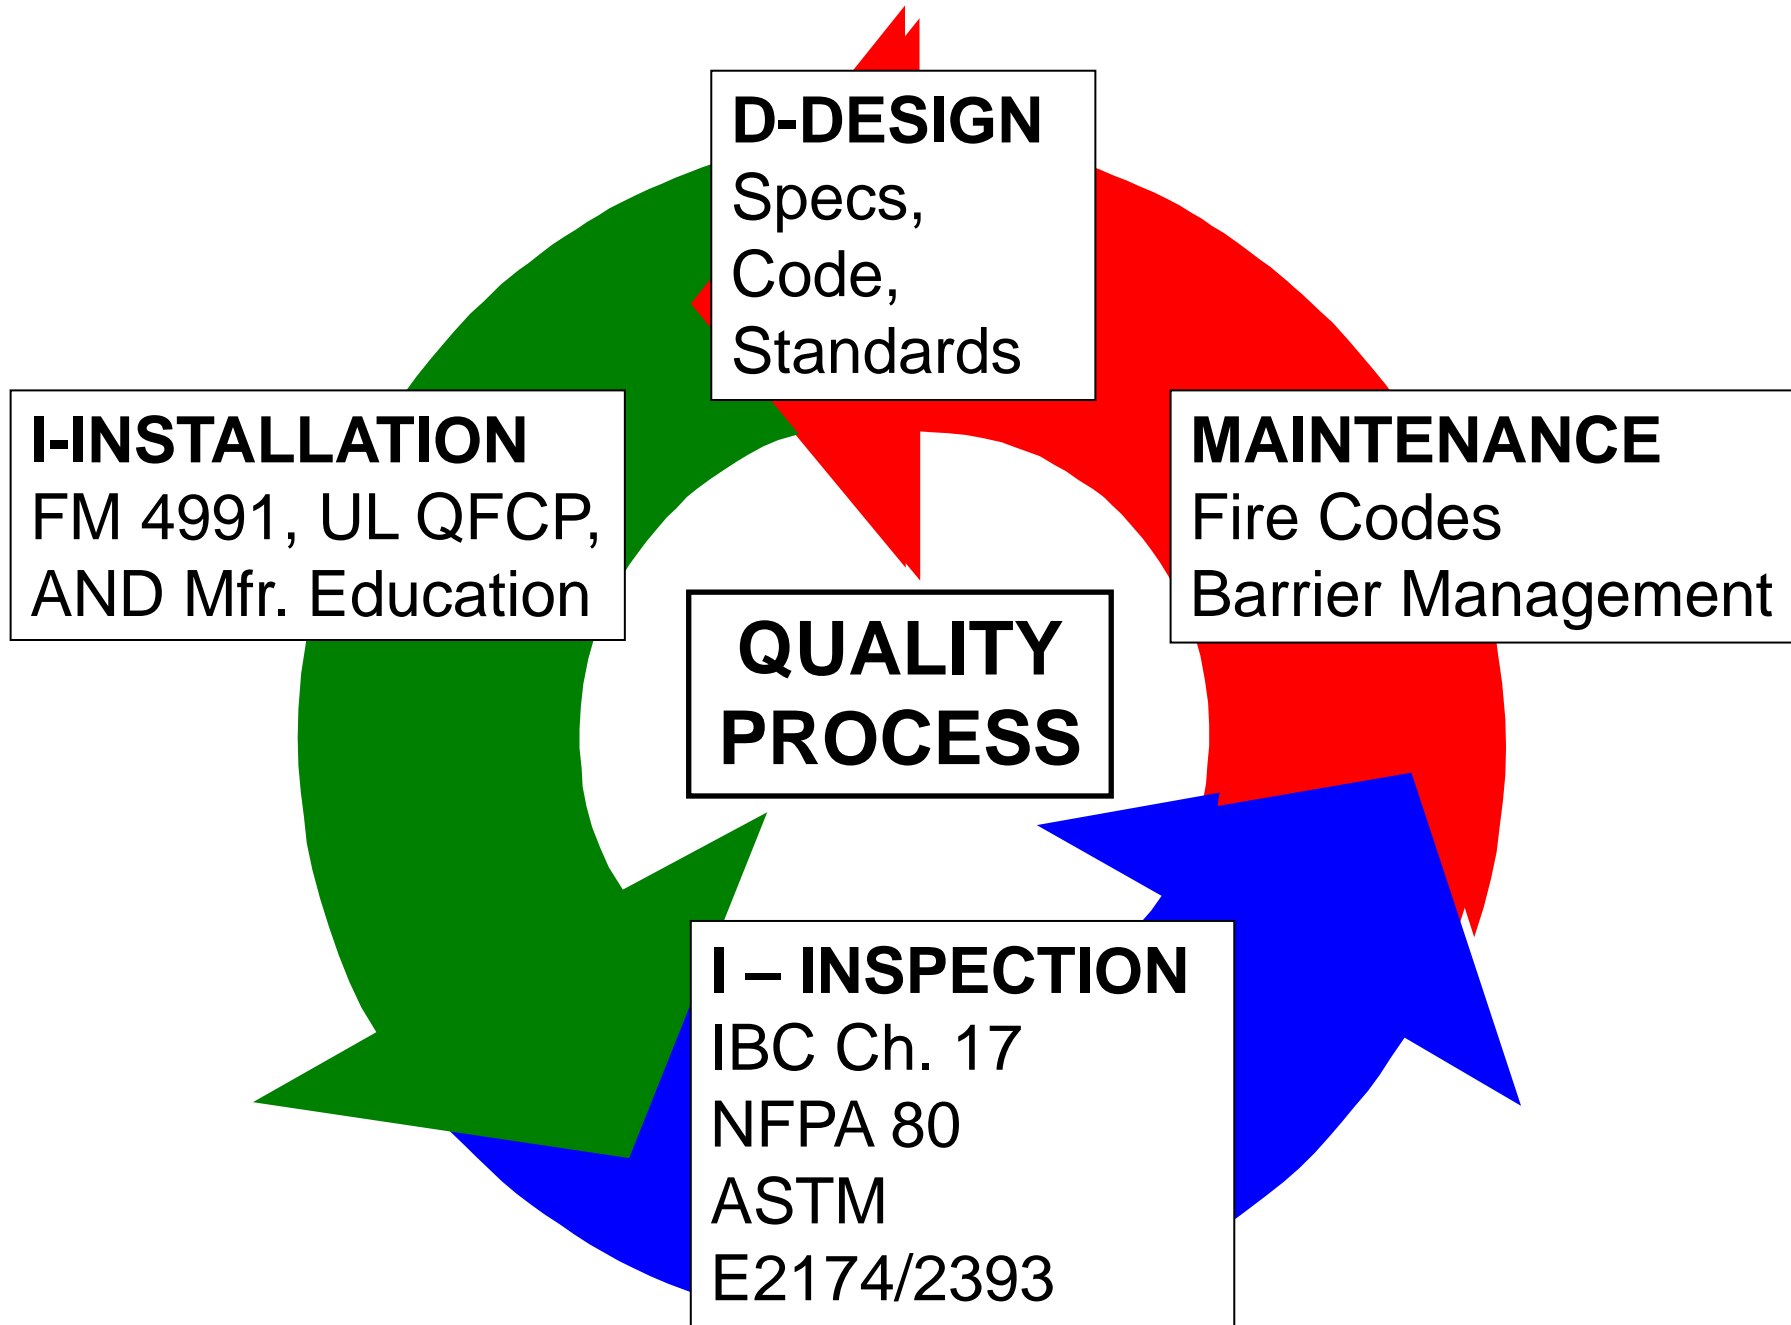 D-DESIGN
Specs,
Code,
Standards
I-INSTALLATION
FM 4991, UL QFCP,
AND Mfr. Education
MAINTENANCE
Fire Codes
Barrier Management
QUALITY
PROCESS
I – INSPECTION
IBC Ch. 17
NFPA 80
ASTM
E2174/2393